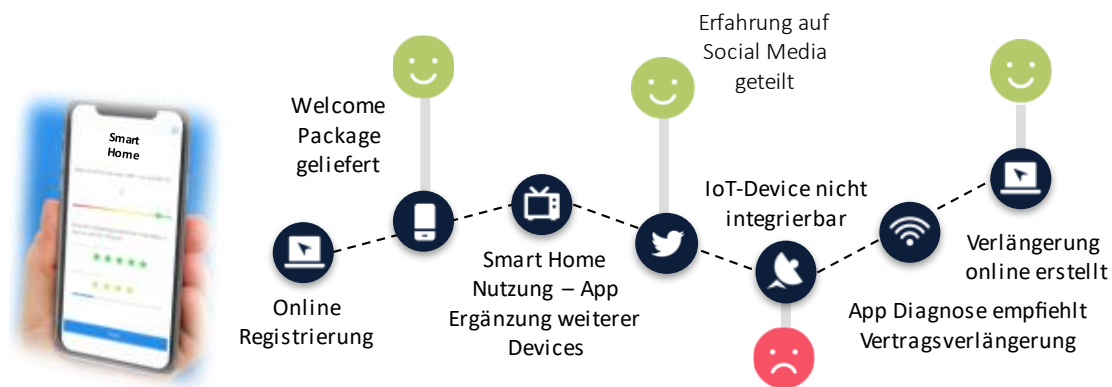 Smart
Home
Online
Registrierung
Welcome
Package
geliefert
Smart Home
Nutzung – App
Ergänzung weiterer
Devices
Erfahrung auf
Social Media
geteilt
IoT-Device nicht
integrierbar
App Diagnose empfiehlt
Vertragsverlängerung
Verlängerung
online erstellt